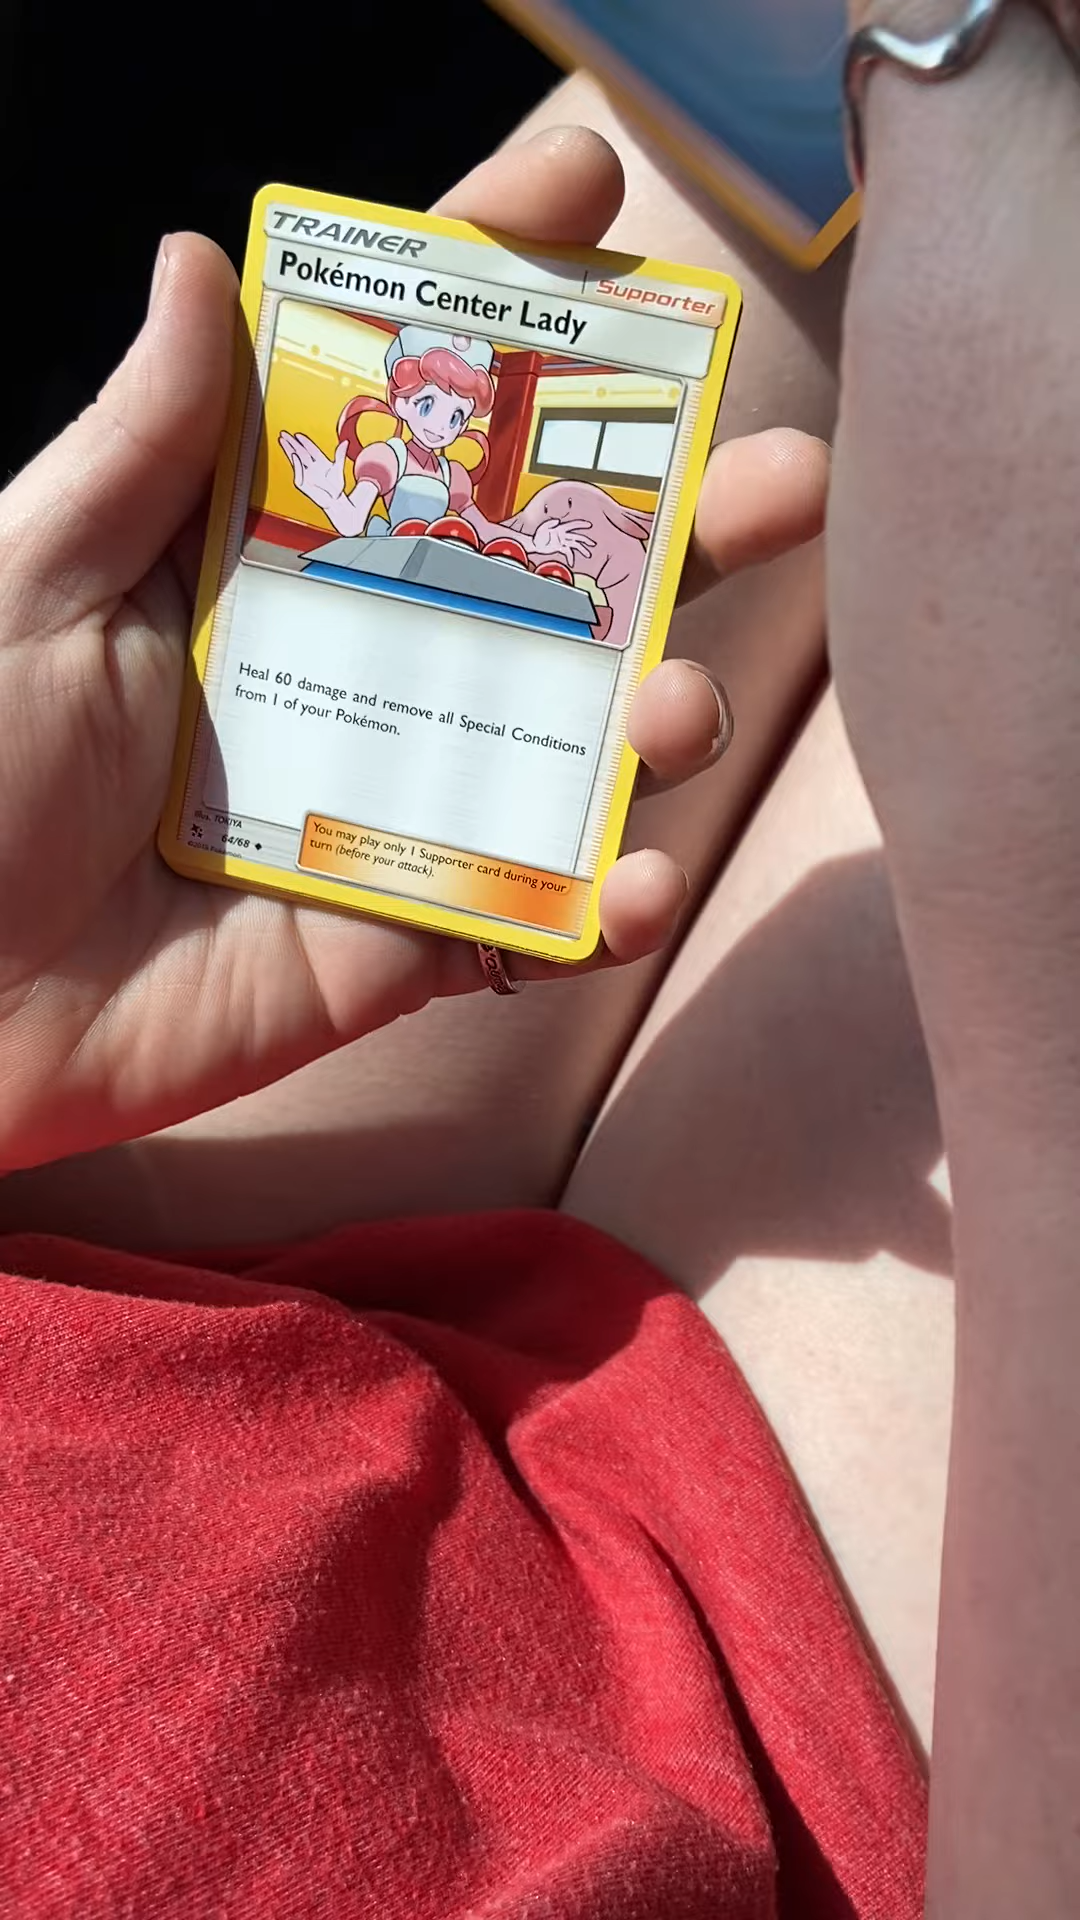 TRAINER
Supporter
Pokémon Center Lady
Heal 60 damage and remove all Special Conditions
from 1 of your Pokémon.
Illus. TOKIYA
64/68
You may play only 1 Supporter card during your
turn (before your attack).